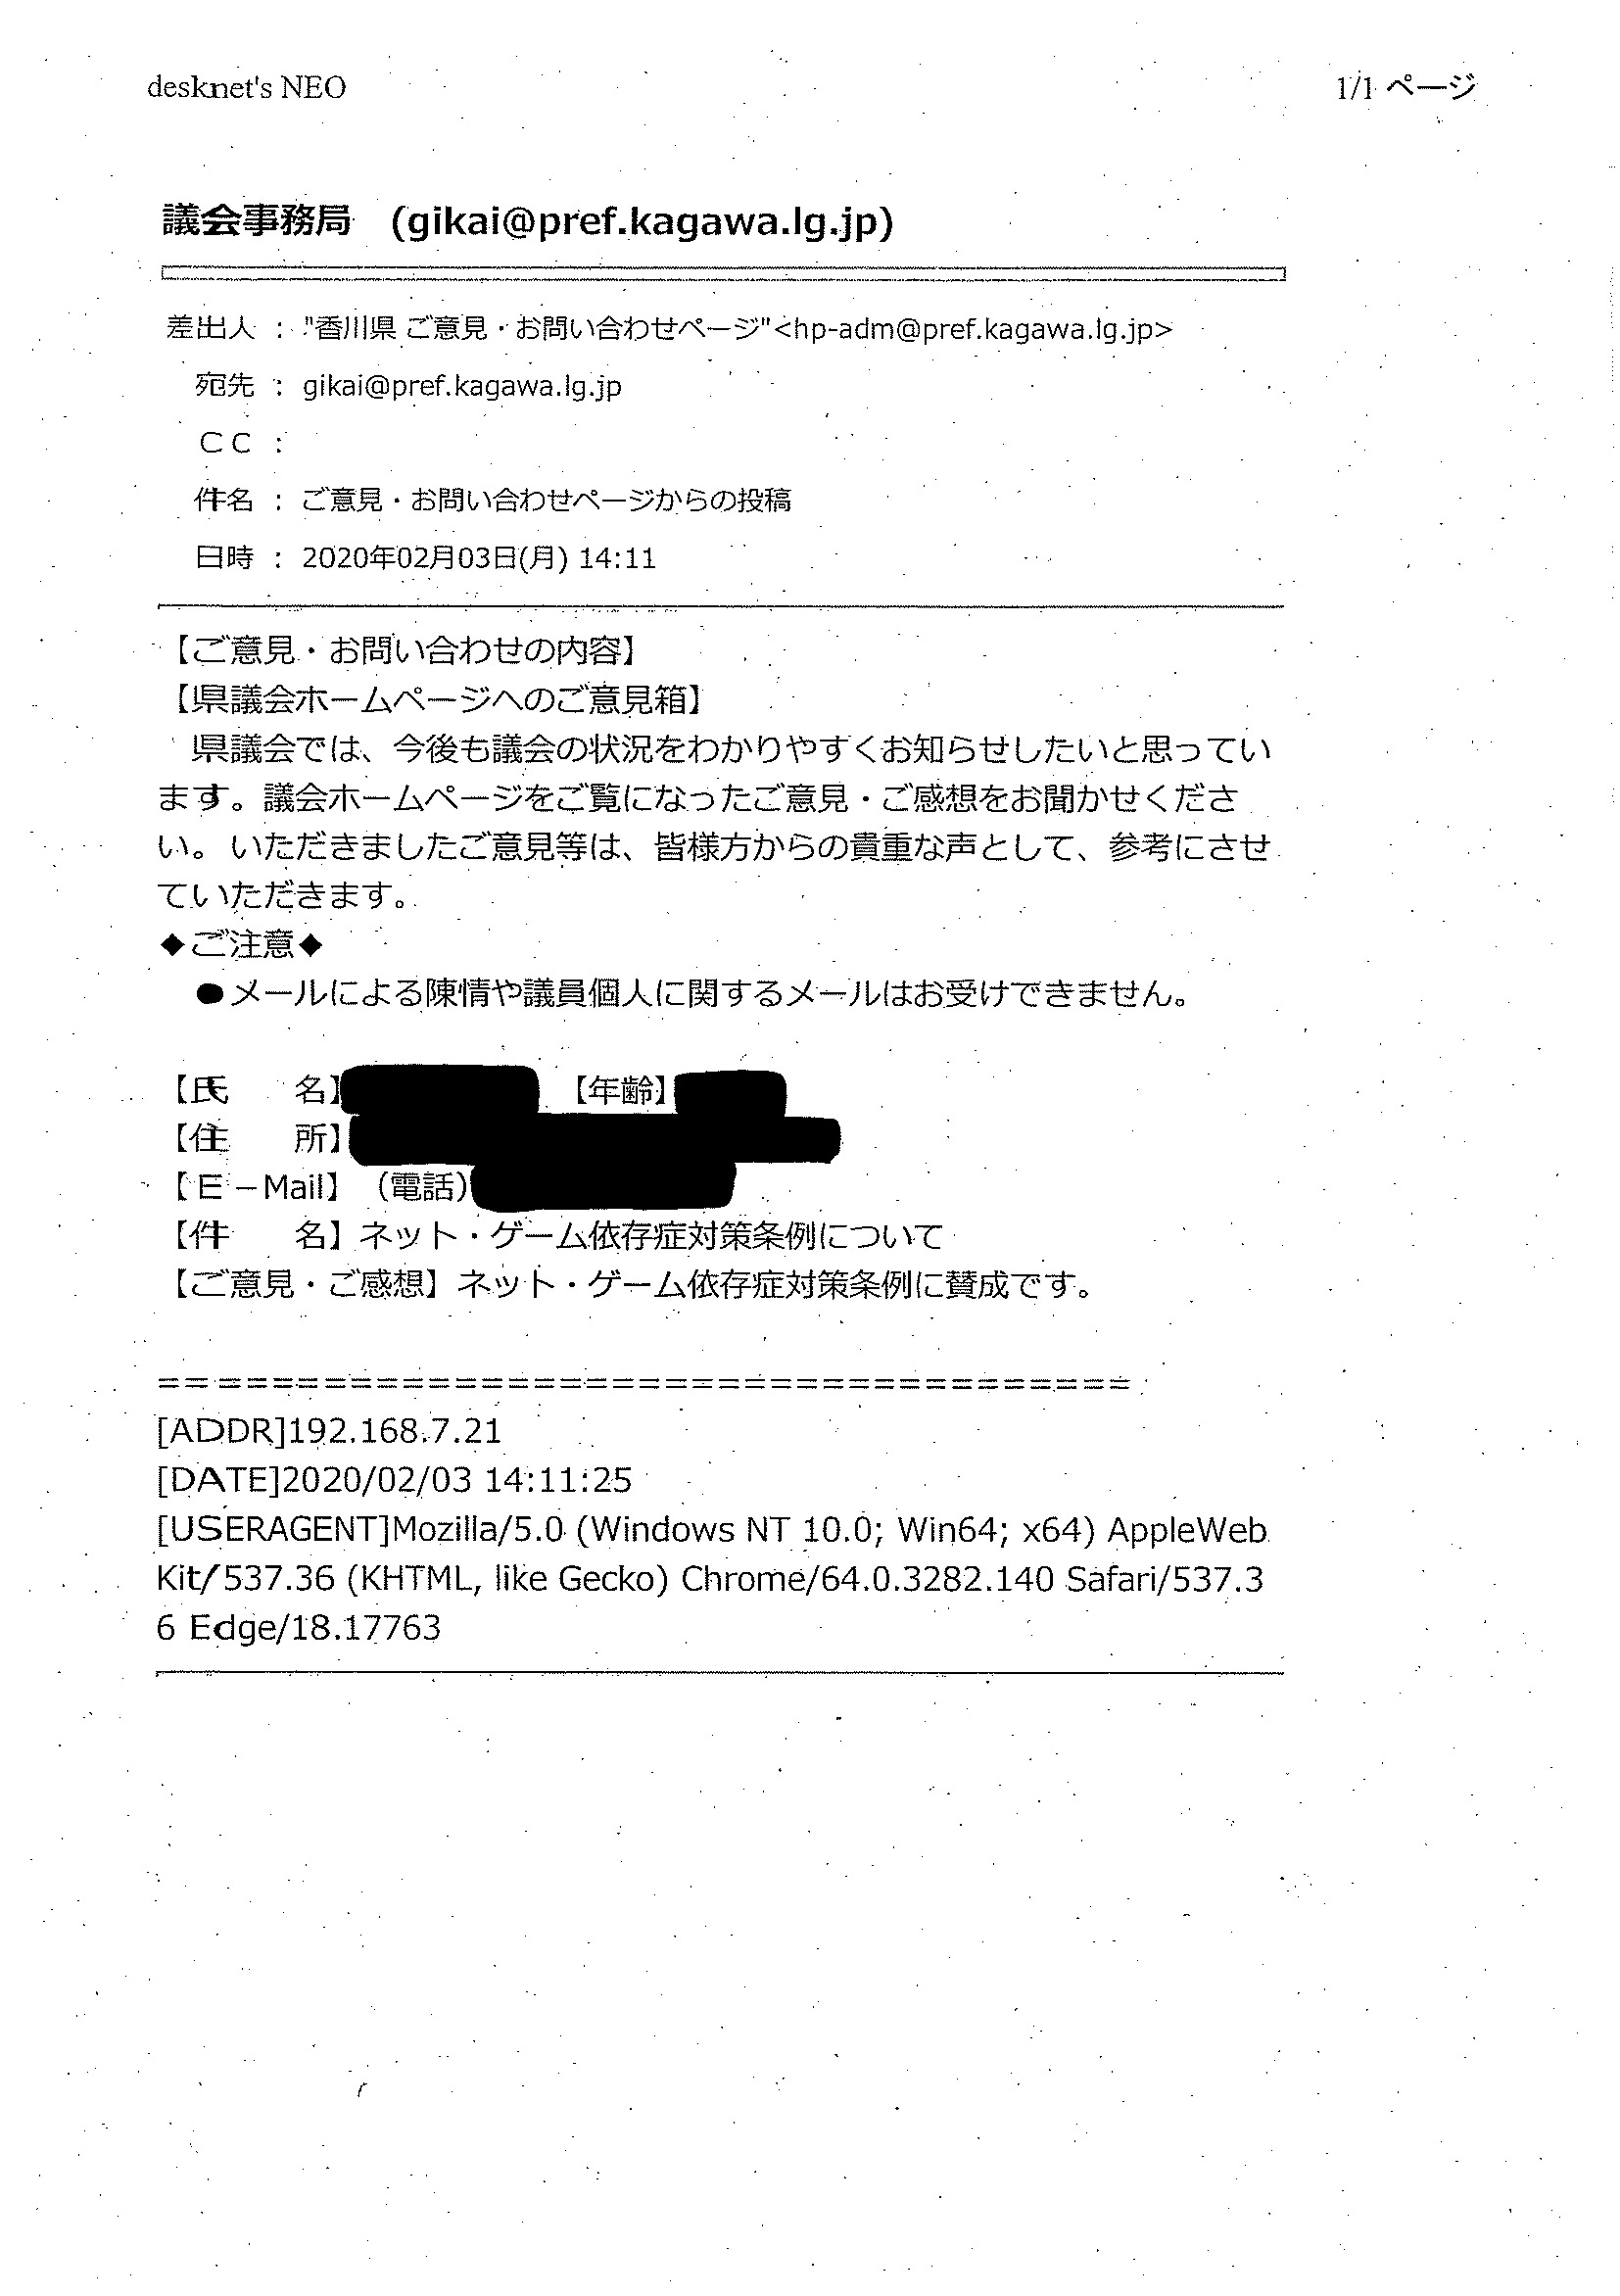 desknet's NEO
1/1 ページ
議会事務局　(gikai@pref.kagawa.lg.jp)
差出人 ： "香川県 ご意見・お問い合わせページ"<hp-adm@pref.kagawa.lg.jp>
宛先 ： gikai@pref.kagawa.lg.jp
ＣＣ ：
件名 ： ご意見・お問い合わせページからの投稿
日時 ： 2020年02月03日(月) 14:11
【ご意見・お問い合わせの内容】
【県議会ホームページへのご意見箱】
　県議会では、今後も議会の状況をわかりやすくお知らせしたいと思ってい
ます。議会ホームページをご覧になったご意見・ご感想をお聞かせくださ
い。いただきましたご意見等は、皆様方からの貴重な声として、参考にさせ
ていただきます。
◆ご注意◆
　●メールによる陳情や議員個人に関するメールはお受けできません。
【氏　　名】　【年齢】
【住　　所】
【Ｅ－Mail】（電話）
【件　　名】ネット・ゲーム依存症対策条例について
【ご意見・ご感想】ネット・ゲーム依存症対策条例に賛成です。
=====================================
[ADDR]192.168.7.21
[DATE]2020/02/03 14:11:25
[USERAGENT]Mozilla/5.0 (Windows NT 10.0; Win64; x64) AppleWeb
Kit/537.36 (KHTML, like Gecko) Chrome/64.0.3282.140 Safari/537.3
6 Edge/18.17763